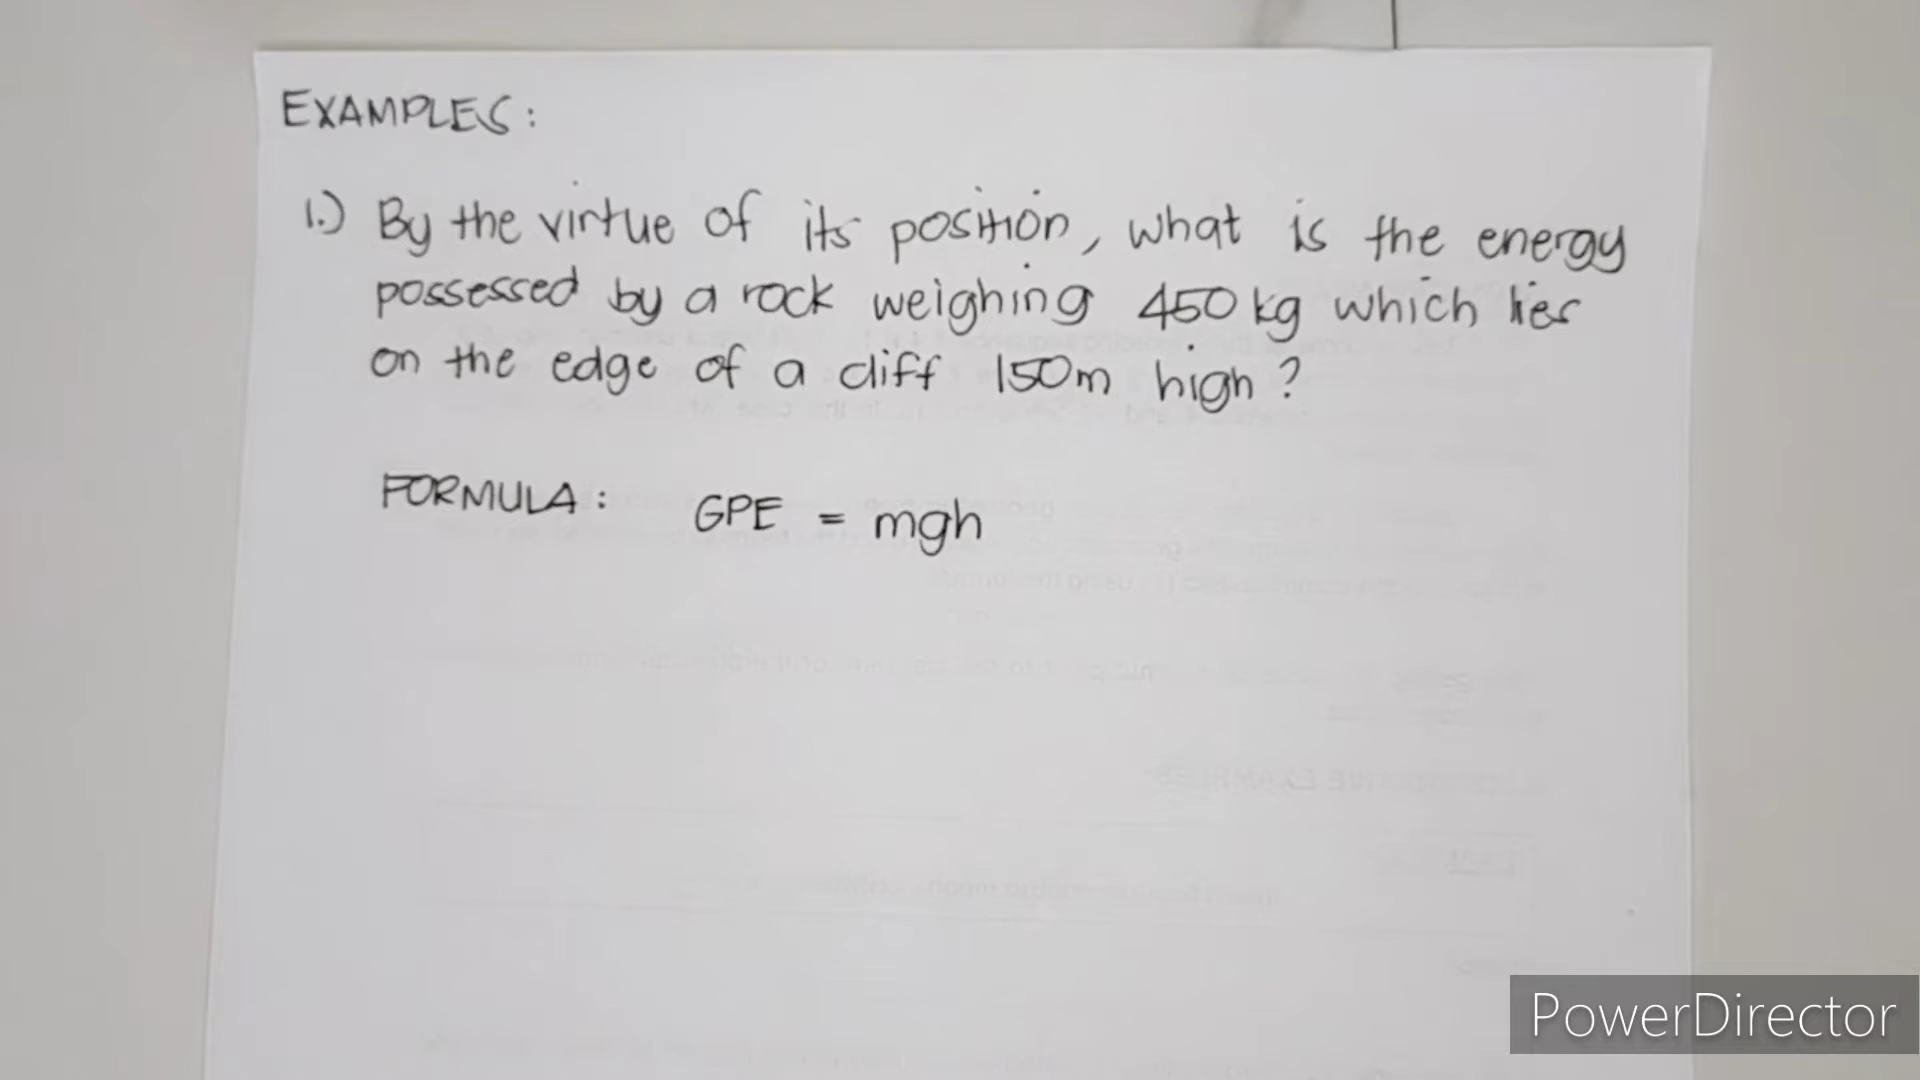 EXAMPLES:
1.) By the virtue of its position, what is the energy
possessed by a rock weighing 450 kg which lies
on the edge of a cliff 150m high?
FORMULA: GPE = mgh
PowerDirector